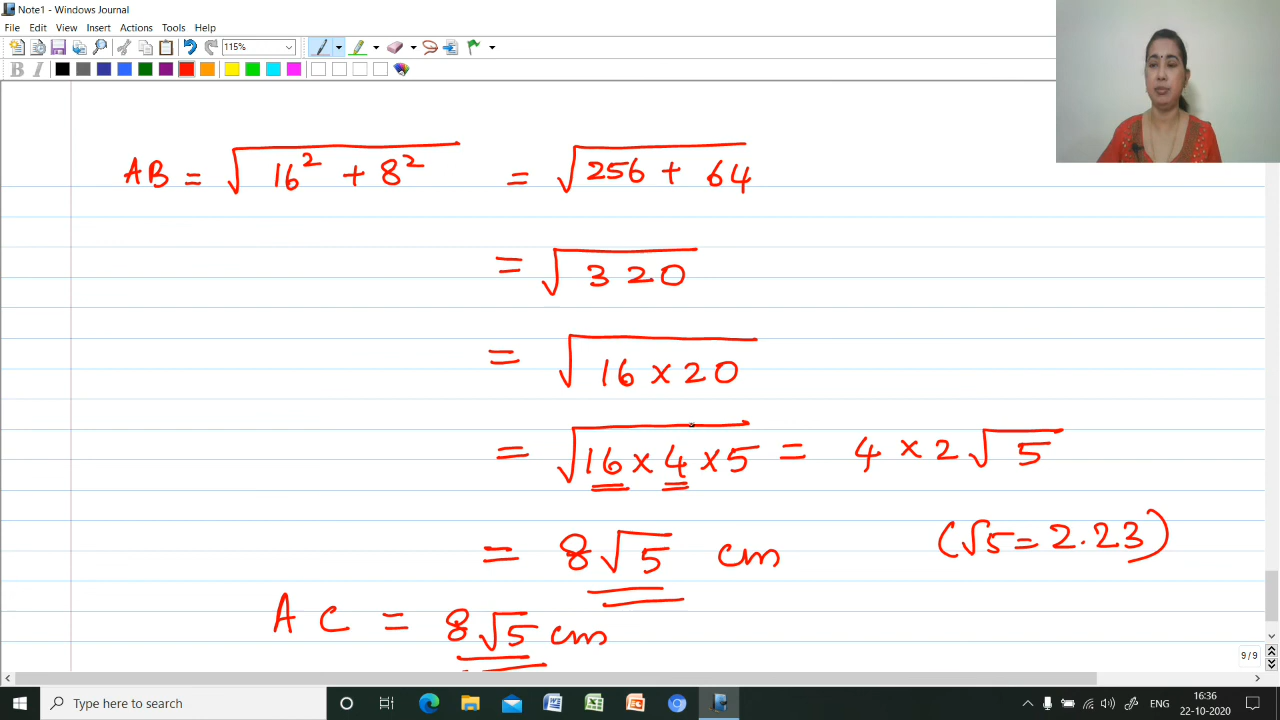 Note1 - Windows Journal
File Edit View Insert Actions Tools Help
115%
B I
AB = √(16² + 8²) = √(256 + 64)
= √320
= √(16 × 20)
= √(16 × 4 × 5) = 4 × 2 √5
(√5 = 2.23)
= 8√5 cm
AC = 8√5 cm
9/9
Type here to search
ENG
16:36
22-10-2020